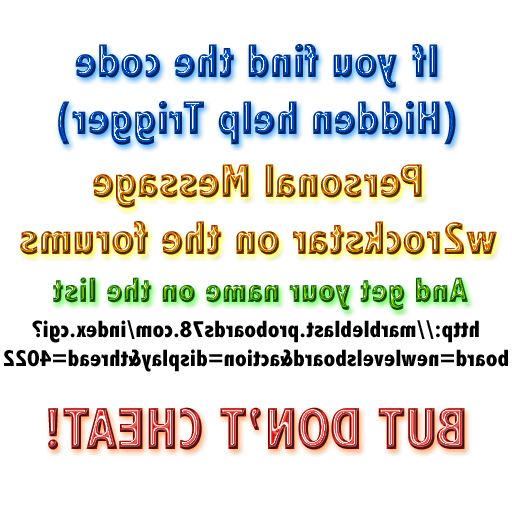 If you find the code
(Hidden help Trigger)
Personal Message
w2rockstar on the forums
And get your name on the list
http://marbleblast.proboards78.com/index.cgi?
board=newlevelsboard&action=display&thread=4022
BUT DON'T CHEAT!